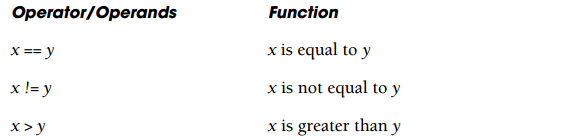 Operator/Operands Function
x == y x is equal to y
x != y x is not equal to y
x > y x is greater than y